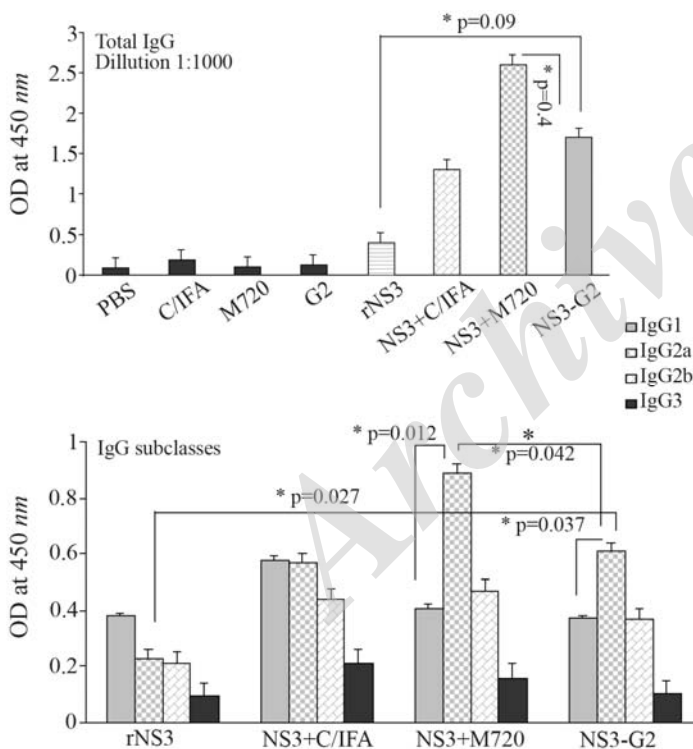 * p=0.09
Total IgG
Dillution 1:1000
* p=0.4
OD at 450 nm
3
2.5
2
1.5
1
0.5
0
PBS
C/IFA
M720
G2
rNS3
NS3+C/IFA
NS3+M720
NS3-G2
IgG1
IgG2a
IgG2b
IgG3
Archive
IgG subclasses
* p=0.012
*
* p=0.042
* p=0.027
* p=0.037
OD at 450 nm
1
0.8
0.6
0.4
0.2
0
rNS3
NS3+C/IFA
NS3+M720
NS3-G2